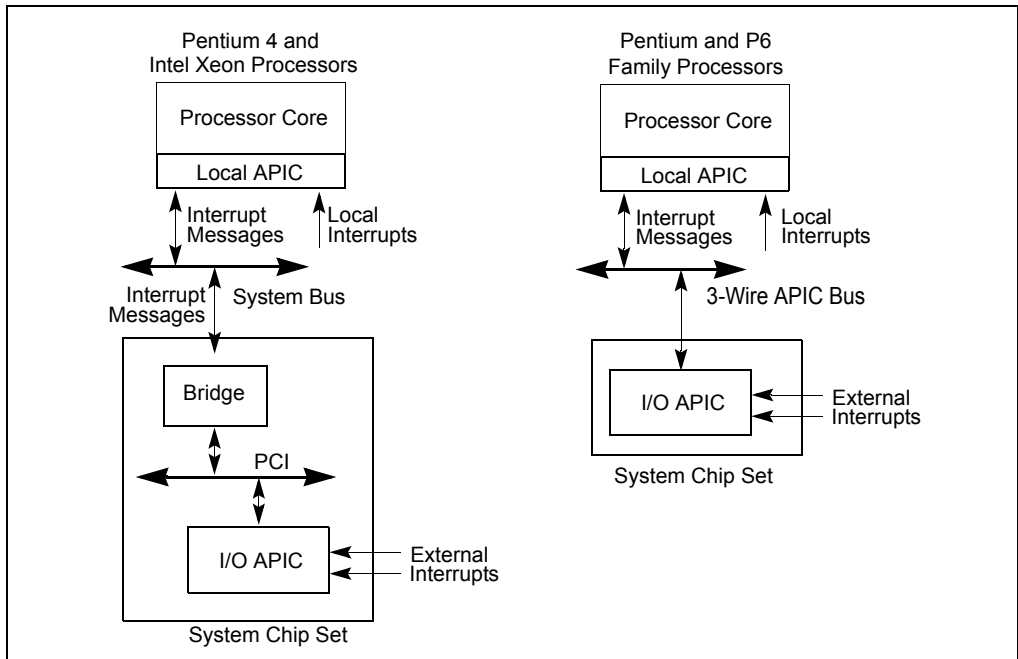 Pentium 4 and
Intel Xeon Processors
Processor Core
Local APIC
Interrupt
Messages
Local
Interrupts
Interrupt
Messages
System Bus
Bridge
PCI
I/O APIC
External
Interrupts
System Chip Set
Pentium and P6
Family Processors
Processor Core
Local APIC
Interrupt
Messages
Local
Interrupts
3-Wire APIC Bus
I/O APIC
External
Interrupts
System Chip Set